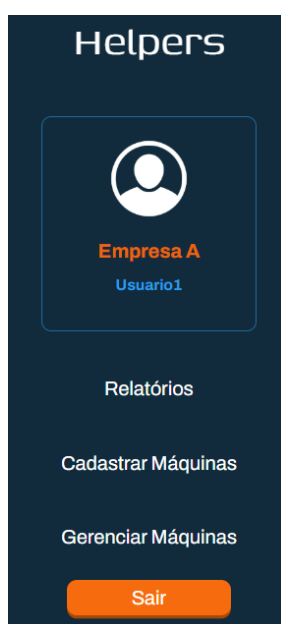 Helpers
Empresa A
Usuario1
Relatórios
Cadastrar Máquinas
Gerenciar Máquinas
Sair